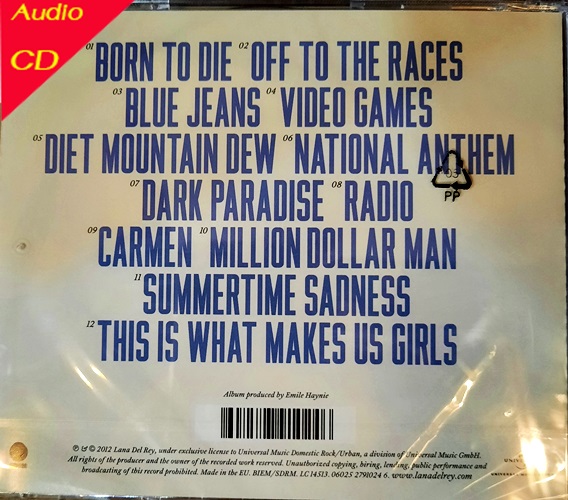 Audio
CD
01 BORN TO DIE 02 OFF TO THE RACES
03 BLUE JEANS 04 VIDEO GAMES
05 DIET MOUNTAIN DEW 06 NATIONAL ANTHEM
07 DARK PARADISE 08 RADIO
09 CARMEN 10 MILLION DOLLAR MAN
11 SUMMERTIME SADNESS
12 THIS IS WHAT MAKES US GIRLS
05
PP
Album produced by Emile Haynie
℗ & © 2012 Lana Del Rey, under exclusive license to Universal Music Domestic Rock/Urban, a division of Universal Music GmbH.
All rights of the producer and the owner of the recorded work reserved. Unauthorized copying, hiring, lending, public performance and
broadcasting of this record prohibited. Made in the EU. BIEM/SDRM. LC 14513. 06025 2791024 6. www.lanadelrey.com